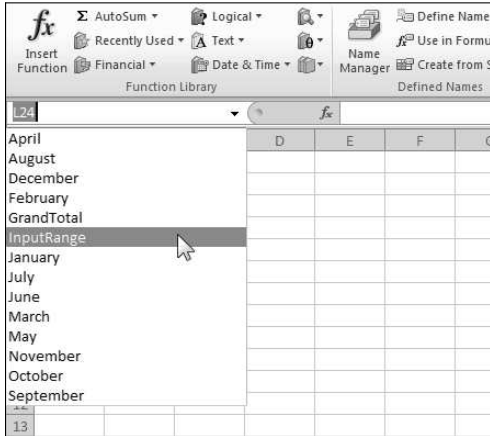 Σ AutoSum
Logical
Define Name
fx
Recently Used
A Text
θ
fx Use in Formu
Insert Function
Financial
Date & Time
Name Manager
Create from S
Function Library
Defined Names
L24
fx
April
D E F
August
December
February
GrandTotal
InputRange
January
July
June
March
May
November
October
September
12
13